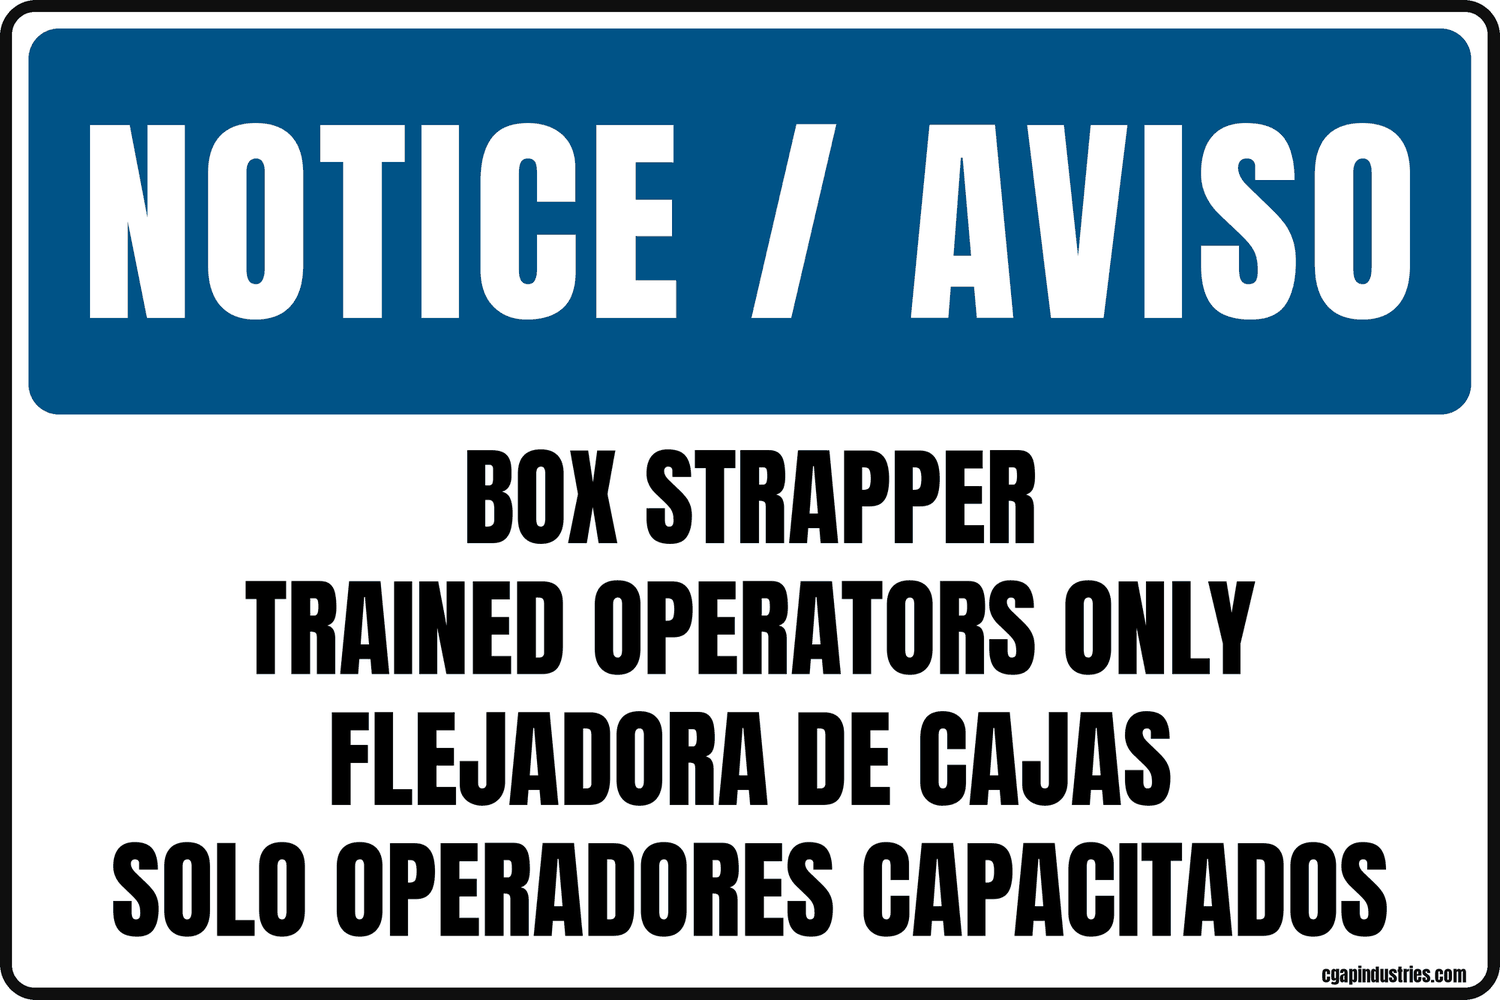 NOTICE / AVISO
BOX STRAPPER
TRAINED OPERATORS ONLY
FLEJADORA DE CAJAS
SOLO OPERADORES CAPACITADOS
cgapindustries.com